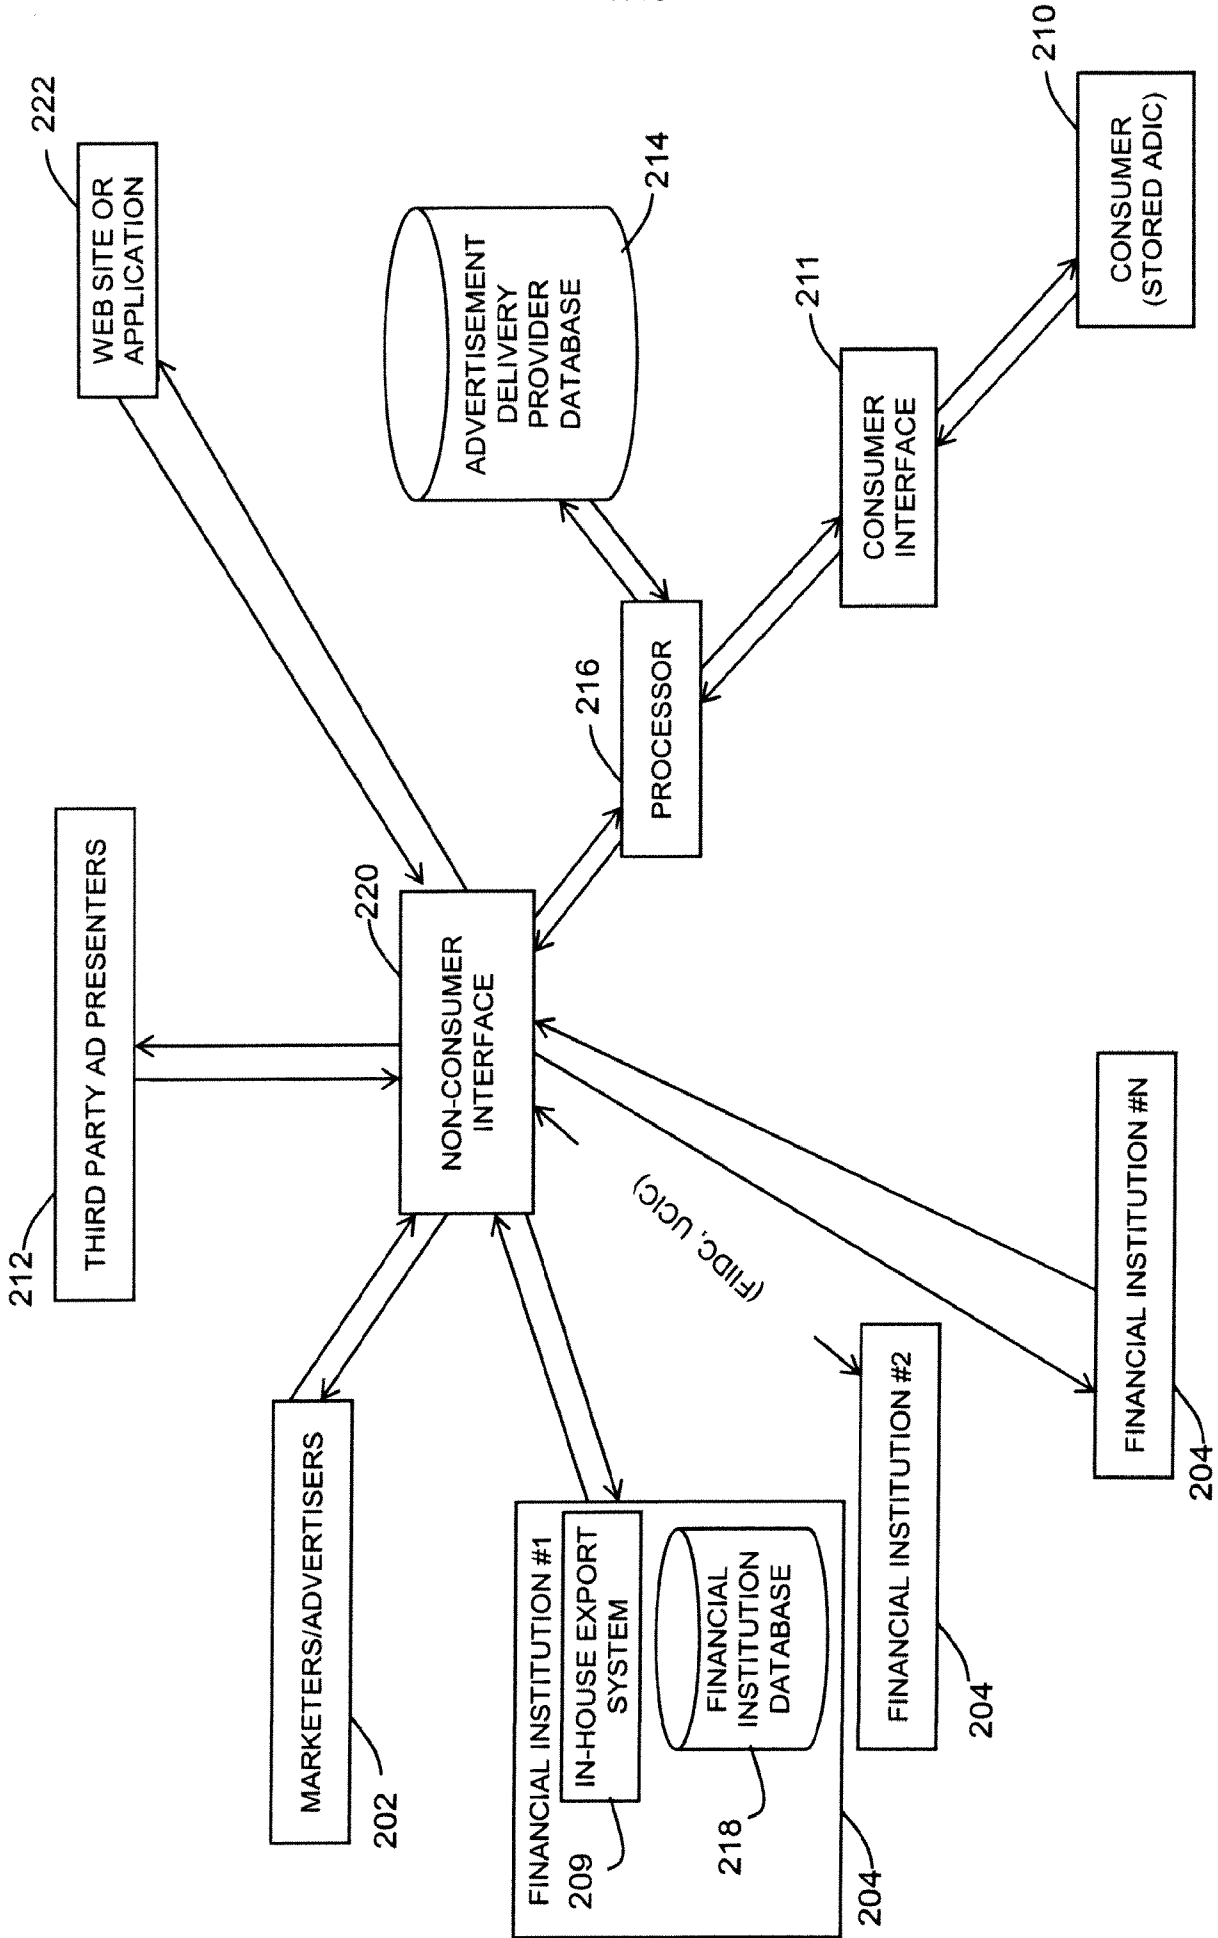 222
WEB SITE OR
APPLICATION
212
THIRD PARTY AD PRESENTERS
ADVERTISEMENT
DELIVERY
PROVIDER
DATABASE
214
MARKETERS/ADVERTISERS
202
220
NON-CONSUMER
INTERFACE
216
PROCESSOR
211
CONSUMER
INTERFACE
210
CONSUMER
(STORED ADIC)
FINANCIAL INSTITUTION #1
IN-HOUSE EXPORT
SYSTEM
209
FINANCIAL
INSTITUTION
DATABASE
218
204
(FIIDC, UCIC)
FINANCIAL INSTITUTION #2
204
FINANCIAL INSTITUTION #N
204